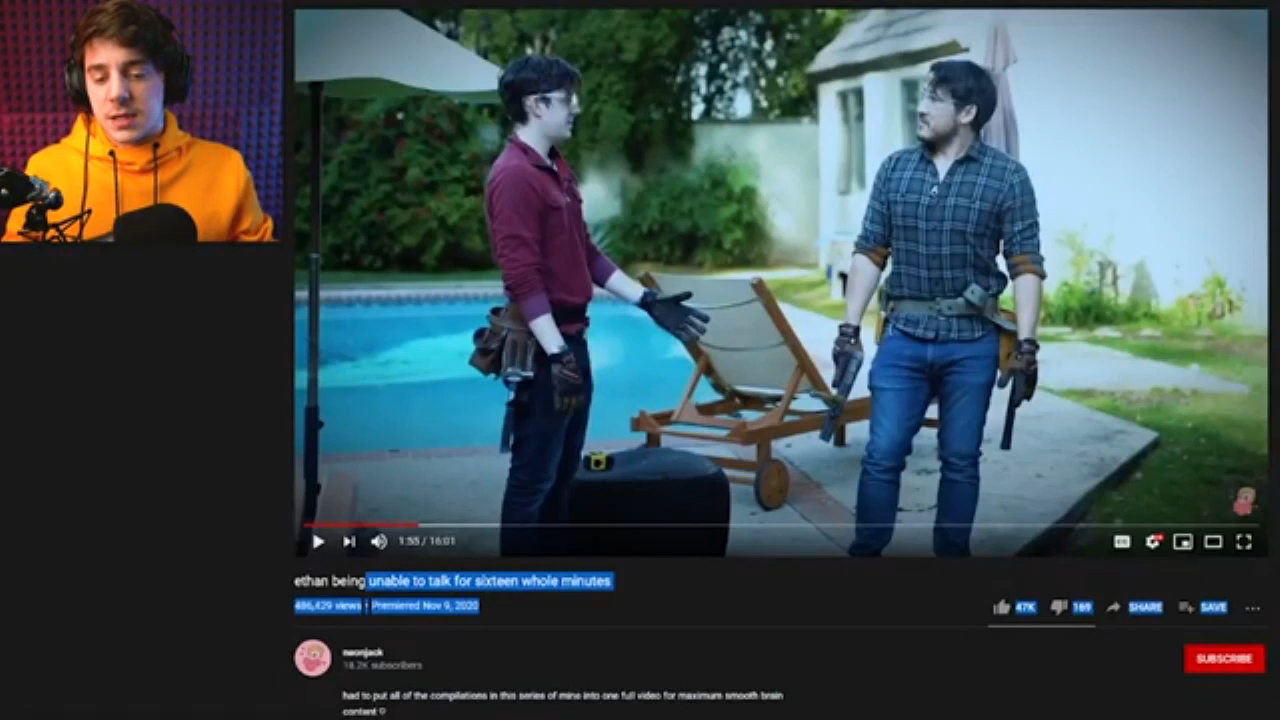 1:55 / 16:01
ethan being unable to talk for sixteen whole minutes
486,429 views | Premiered Nov 9, 2020
47K 169 SHARE SAVE
neonjack
18.2K subscribers
SUBSCRIBE
had to put all of the compilations in this series of mine into one full video for maximum smooth brain
content